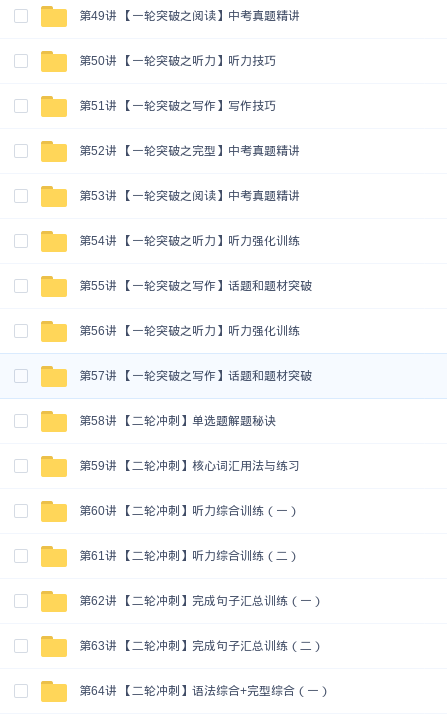 第49讲 【一轮突破之阅读】中考真题精讲
第50讲 【一轮突破之听力】听力技巧
第51讲 【一轮突破之写作】写作技巧
第52讲 【一轮突破之完型】中考真题精讲
第53讲 【一轮突破之阅读】中考真题精讲
第54讲 【一轮突破之听力】听力强化训练
第55讲 【一轮突破之写作】话题和题材突破
第56讲 【一轮突破之听力】听力强化训练
第57讲 【一轮突破之写作】话题和题材突破
第58讲 【二轮冲刺】单选题解题秘诀
第59讲 【二轮冲刺】核心词汇用法与练习
第60讲 【二轮冲刺】听力综合训练（一）
第61讲 【二轮冲刺】听力综合训练（二）
第62讲 【二轮冲刺】完成句子汇总训练（一）
第63讲 【二轮冲刺】完成句子汇总训练（二）
第64讲 【二轮冲刺】语法综合+完型综合（一）